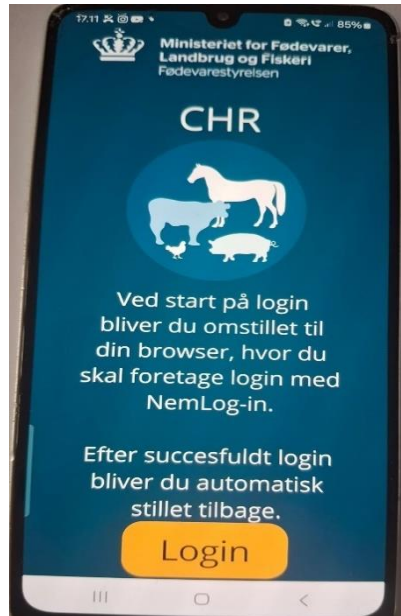 17.11
85%
Ministeriet for Fødevarer,
Landbrug og Fiskeri
Fødevarestyrelsen
CHR
Ved start på login
bliver du omstillet til
din browser, hvor du
skal foretage login med
NemLog-in.
Efter succesfuldt login
bliver du automatisk
stillet tilbage.
Login